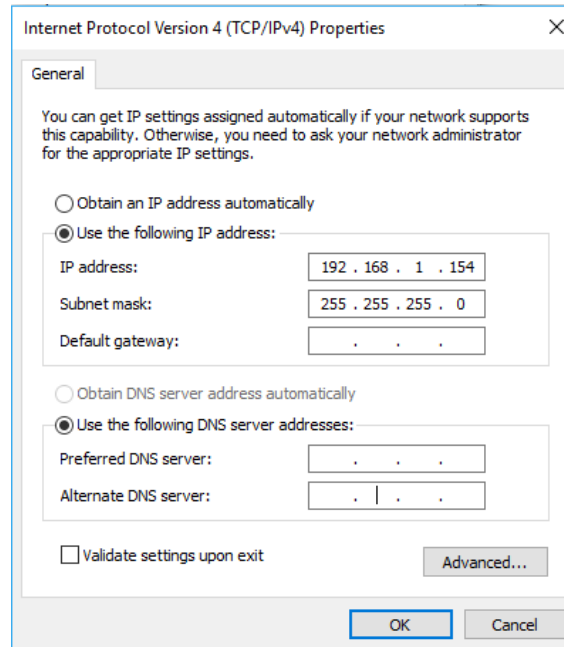 Internet Protocol Version 4 (TCP/IPv4) Properties
General
You can get IP settings assigned automatically if your network supports
this capability. Otherwise, you need to ask your network administrator
for the appropriate IP settings.
Obtain an IP address automatically
Use the following IP address:
IP address: 192 . 168 . 1 . 154
Subnet mask: 255 . 255 . 255 . 0
Default gateway: . . .
Obtain DNS server address automatically
Use the following DNS server addresses:
Preferred DNS server: . . .
Alternate DNS server: . . .
Validate settings upon exit
Advanced...
OK Cancel